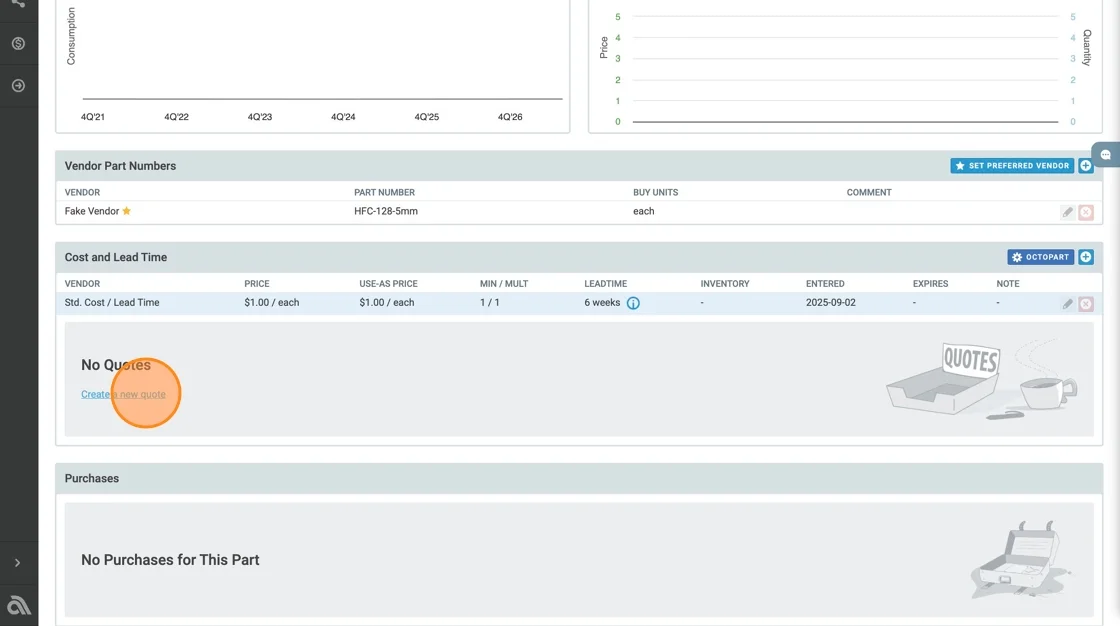 Consumption
4Q'21 4Q'22 4Q'23 4Q'24 4Q'25 4Q'26
Price
5
4
3
2
1
0
5
4
3
2
1
0
Quantity
Vendor Part Numbers
SET PREFERRED VENDOR
VENDOR PART NUMBER BUY UNITS COMMENT
Fake Vendor HFC-128-5mm each
Cost and Lead Time
OCTOPART
VENDOR PRICE USE-AS PRICE MIN / MULT LEADTIME INVENTORY ENTERED EXPIRES NOTE
Std. Cost / Lead Time $1.00 / each $1.00 / each 1 / 1 6 weeks - 2025-09-02 - -
No Quotes
Create a new quote
QUOTES
Purchases
No Purchases for This Part